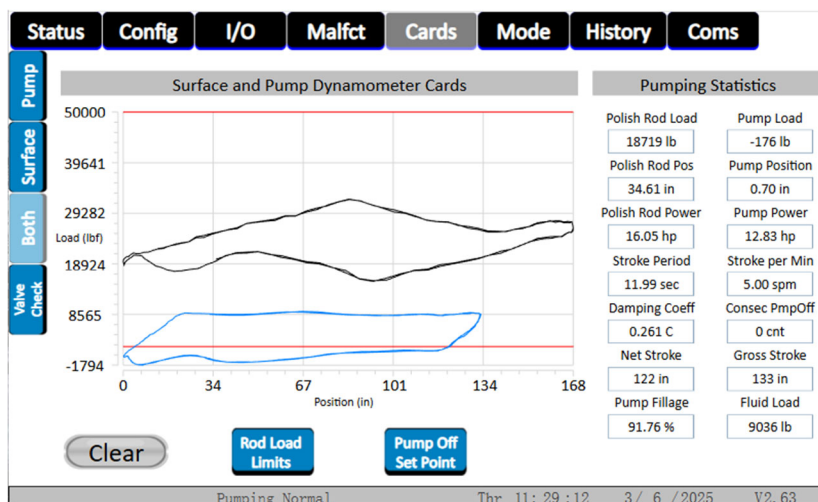 Status Config I/O Malfct Cards Mode History Coms
Pump
Surface
Both
Valve
Check
Surface and Pump Dynamometer Cards
50000
39641
29282
Load (lbf)
18924
8565
-1794
0 34 67 101 134 168
Position (in)
Clear
Rod Load
Limits
Pump Off
Set Point
Pumping Statistics
Polish Rod Load Pump Load
18719 lb -176 lb
Polish Rod Pos Pump Position
34.61 in 0.70 in
Polish Rod Power Pump Power
16.05 hp 12.83 hp
Stroke Period Stroke per Min
11.99 sec 5.00 spm
Damping Coeff Consec PmpOff
0.261 C 0 cnt
Net Stroke Gross Stroke
122 in 133 in
Pump Fillage Fluid Load
91.76 % 9036 lb
Pumping Normal Thr 11:29:12 3/ 6 /2025 V2.63